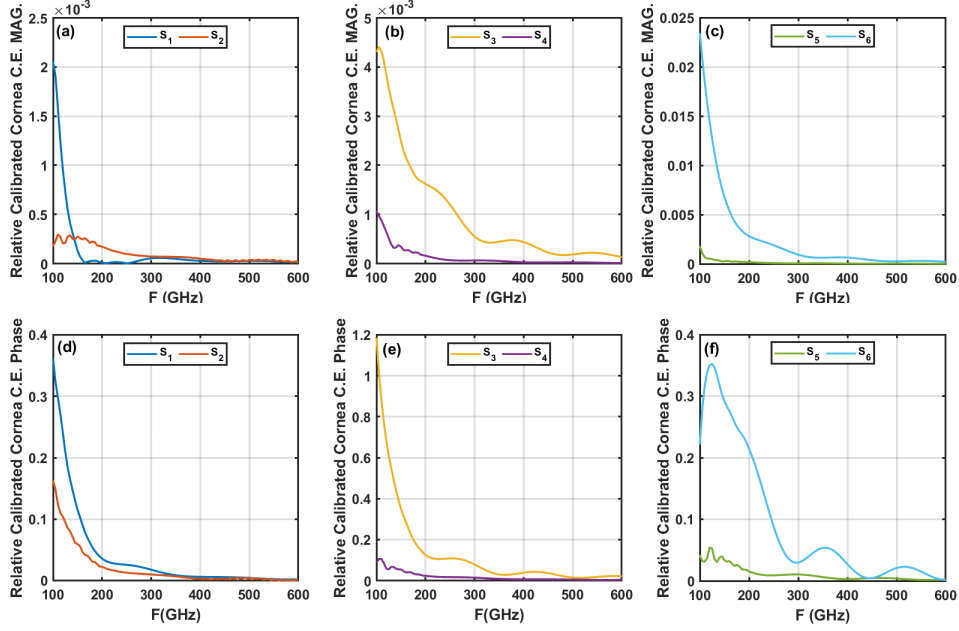 ×10⁻³
2.5
2
1.5
1
0.5
0
100 200 300 400 500 600
F (GHz)
Relative Calibrated Cornea C.E. MAG.
(a)
S1 S2
×10⁻³
5
4
3
2
1
0
100 200 300 400 500 600
F (GHz)
Relative Calibrated Cornea C.E. MAG.
(b)
S3 S4
0.025
0.02
0.015
0.01
0.005
0
100 200 300 400 500 600
F (GHz)
Relative Calibrated Cornea C.E. MAG.
(c)
S5 S6
0.4
0.3
0.2
0.1
0
100 200 300 400 500 600
F(GHz)
Relative Calibrated Cornea C.E. Phase
(d)
S1 S2
1.2
1
0.8
0.6
0.4
0.2
0
100 200 300 400 500 600
F(GHz)
Relative Calibrated Cornea C.E. Phase
(e)
S3 S4
0.4
0.3
0.2
0.1
0
100 200 300 400 500 600
F (GHz)
Relative Calibrated Cornea C.E. Phase
(f)
S5 S6